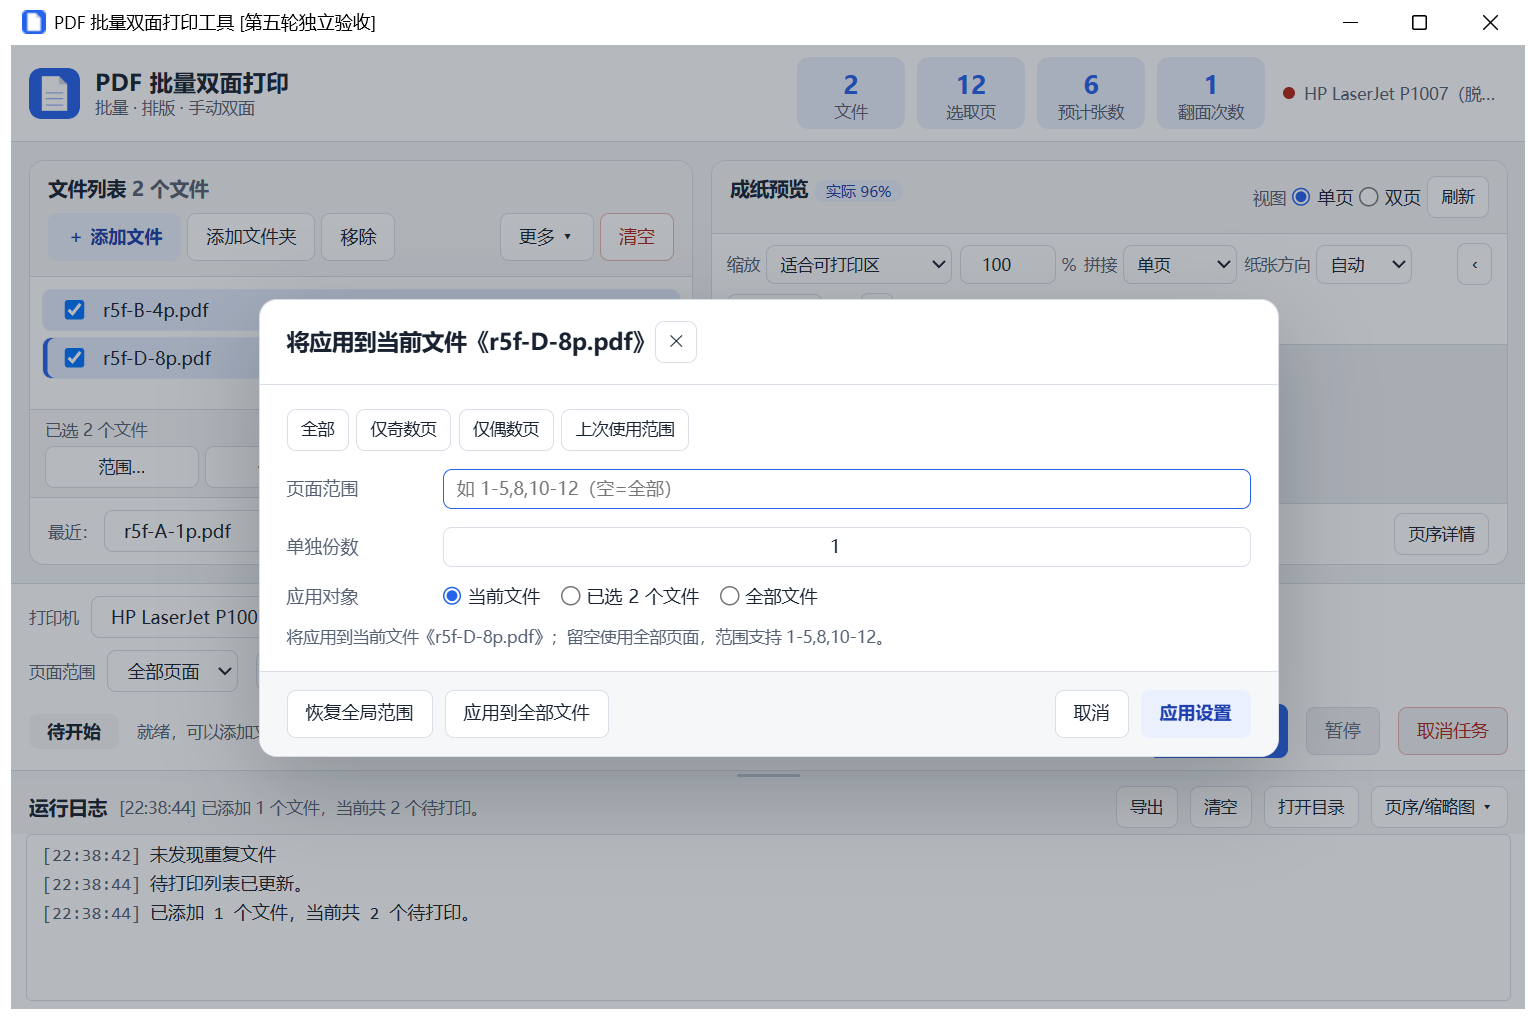 PDF 批量双面打印工具 [第五轮独立验收]
PDF 批量双面打印
批量 · 排版 · 手动双面
2
文件
12
选取页
6
预计张数
1
翻面次数
HP LaserJet P1007（脱...
文件列表 2 个文件
+ 添加文件
添加文件夹
移除
更多
清空
r5f-B-4p.pdf
r5f-D-8p.pdf
已选 2 个文件
范围...
最近：
r5f-A-1p.pdf
成纸预览
实际 96%
视图
单页
双页
刷新
缩放
适合可打印区
100
%
拼接
单页
纸张方向
自动
页序详情
将应用到当前文件《r5f-D-8p.pdf》
全部
仅奇数页
仅偶数页
上次使用范围
页面范围
如 1-5,8,10-12（空=全部）
单独份数
1
应用对象
当前文件
已选 2 个文件
全部文件
将应用到当前文件《r5f-D-8p.pdf》；留空使用全部页面，范围支持 1-5,8,10-12。
恢复全局范围
应用到全部文件
取消
应用设置
打印机
HP LaserJet P100
页面范围
全部页面
待开始
就绪，可以添加
暂停
取消任务
运行日志
[22:38:44] 已添加 1 个文件，当前共 2 个待打印。
导出
清空
打开目录
页序/缩略图
[22:38:42] 未发现重复文件
[22:38:44] 待打印列表已更新。
[22:38:44] 已添加 1 个文件，当前共 2 个待打印。